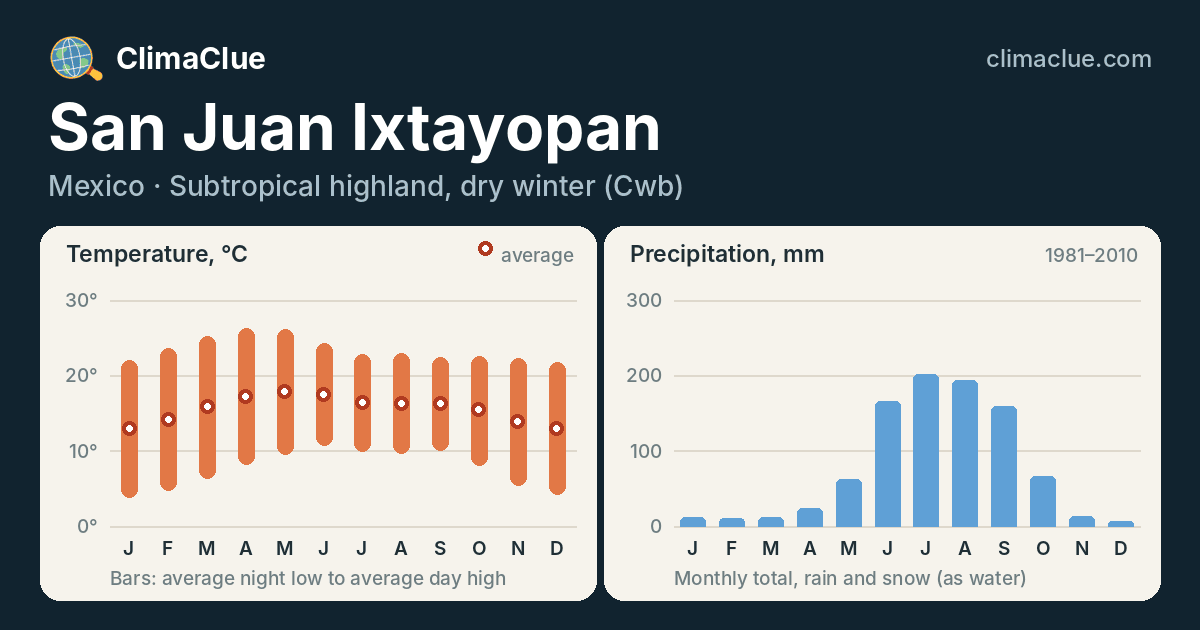 ClimaClue
climaclue.com
San Juan Ixtayopan
Mexico · Subtropical highland, dry winter (Cwb)
Temperature, °C
average
30°
20°
10°
0°
J F M A M J J A S O N D
Bars: average night low to average day high
Precipitation, mm
1981–2010
300
200
100
0
J F M A M J J A S O N D
Monthly total, rain and snow (as water)